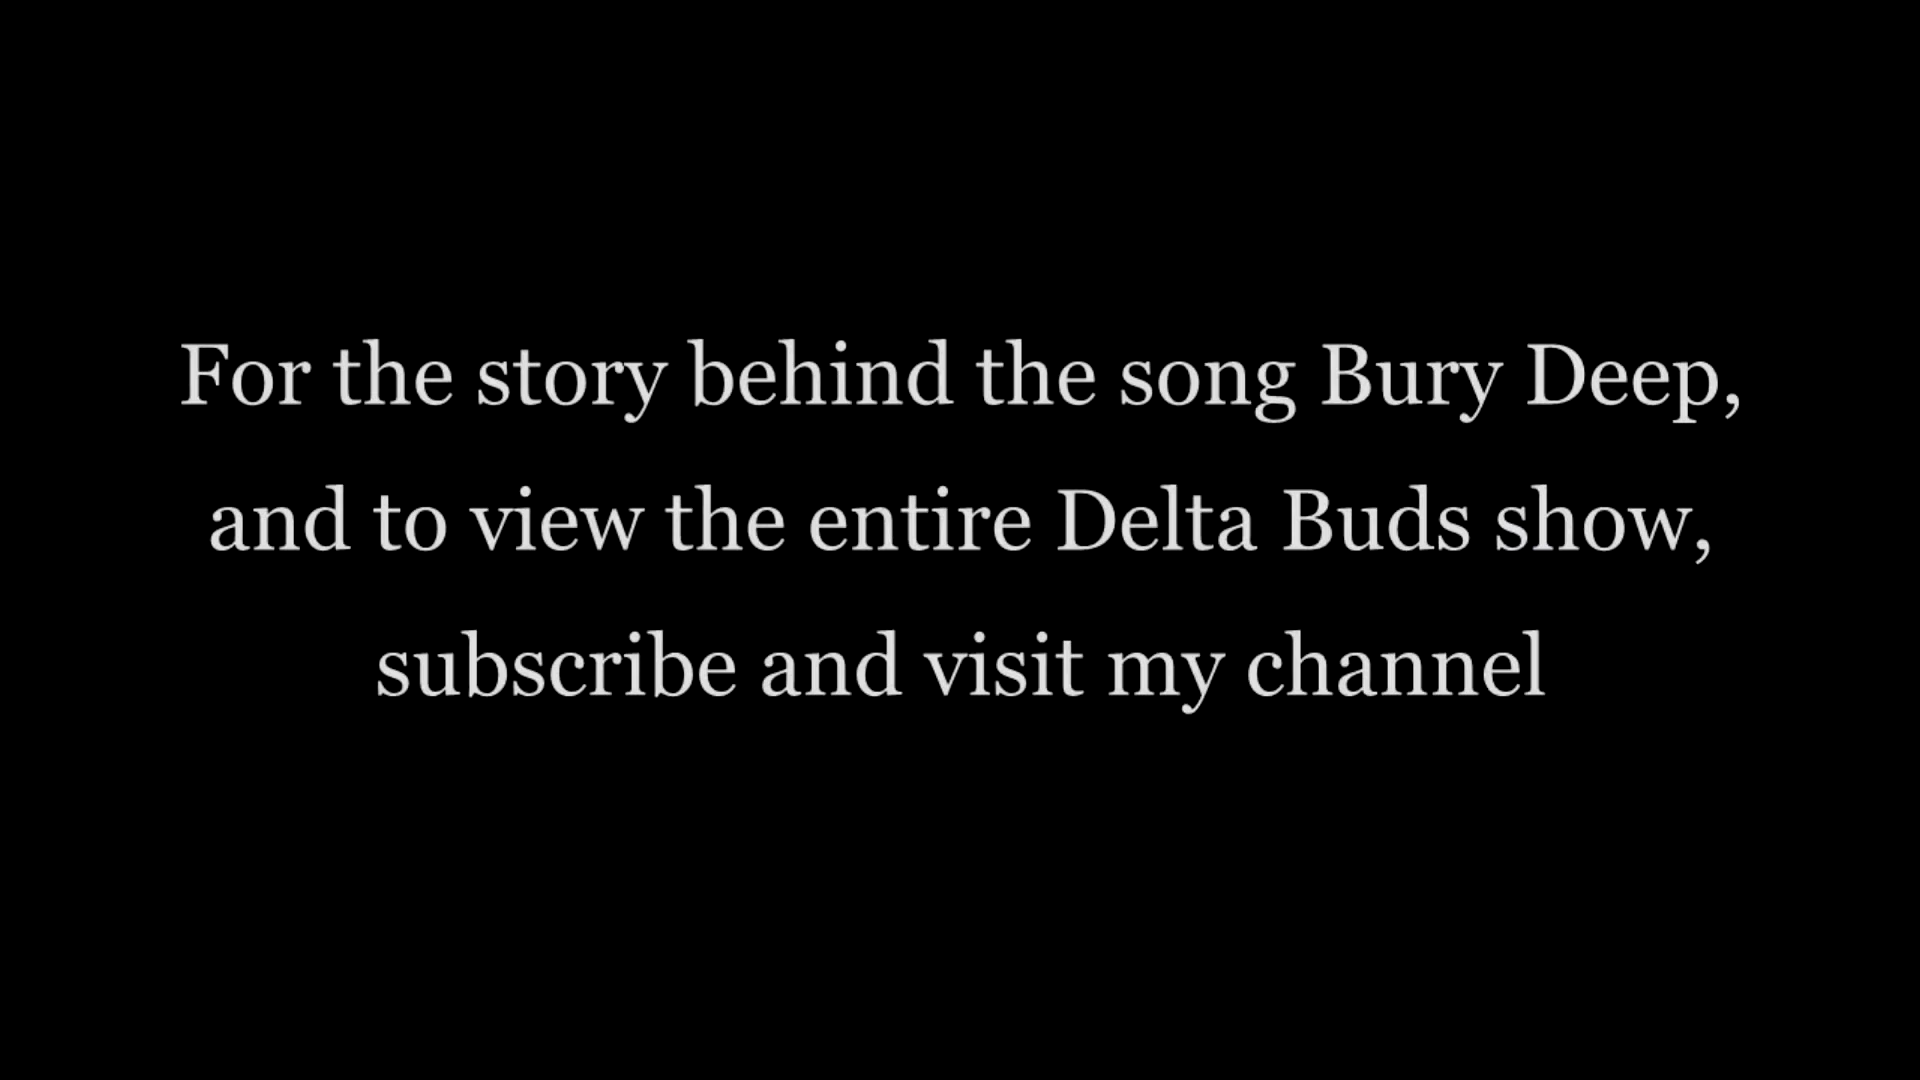 For the story behind the song Bury Deep,
and to view the entire Delta Buds show,
subscribe and visit my channel